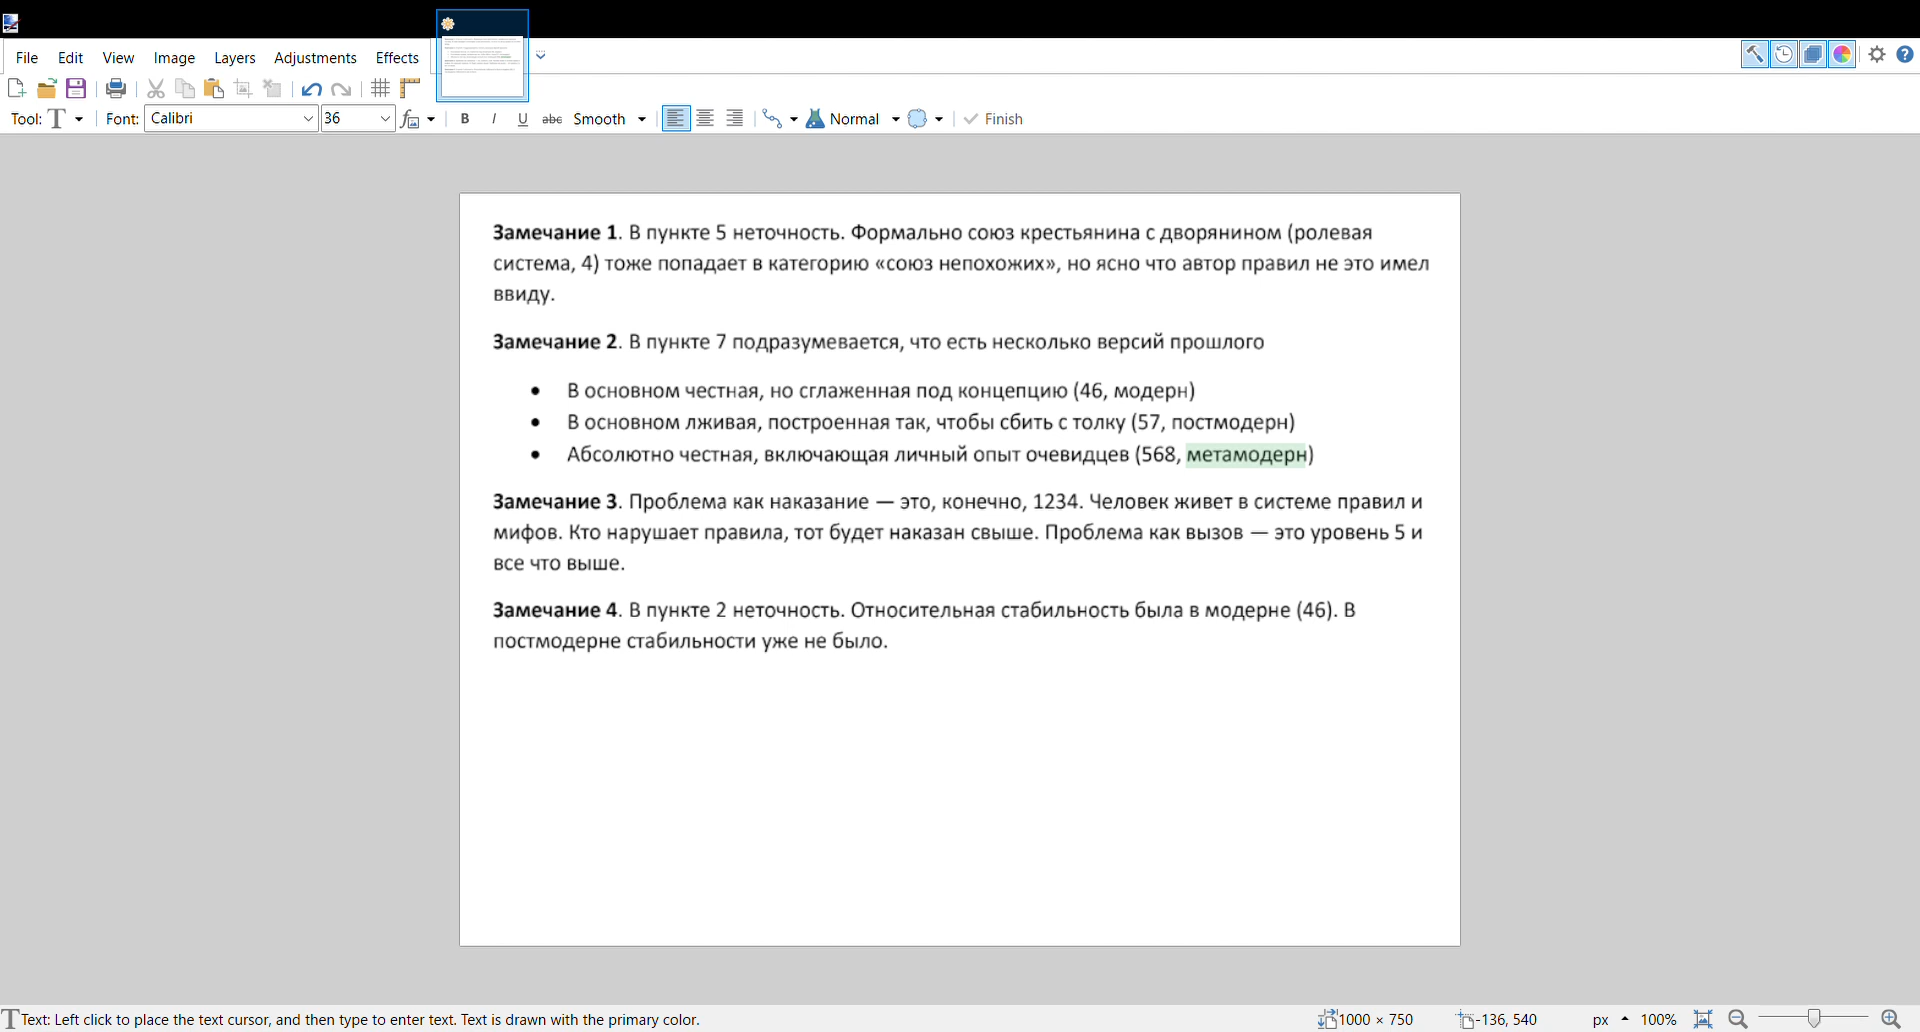 File Edit View Image Layers Adjustments Effects
Tool: Font: Calibri 36 B I U abc Smooth Normal Finish
Замечание 1. В пункте 5 неточность. Формально союз крестьянина с дворянином (ролевая
система, 4) тоже попадает в категорию «союз непохожих», но ясно что автор правил не это имел
ввиду.
Замечание 2. В пункте 7 подразумевается, что есть несколько версий прошлого
• В основном честная, но сглаженная под концепцию (46, модерн)
• В основном лживая, построенная так, чтобы сбить с толку (57, постмодерн)
• Абсолютно честная, включающая личный опыт очевидцев (568, метамодерн)
Замечание 3. Проблема как наказание — это, конечно, 1234. Человек живет в системе правил и
мифов. Кто нарушает правила, тот будет наказан свыше. Проблема как вызов — это уровень 5 и
все что выше.
Замечание 4. В пункте 2 неточность. Относительная стабильность была в модерне (46). В
постмодерне стабильности уже не было.
Text: Left click to place the text cursor, and then type to enter text. Text is drawn with the primary color. 1000 × 750 -136, 540 px 100%